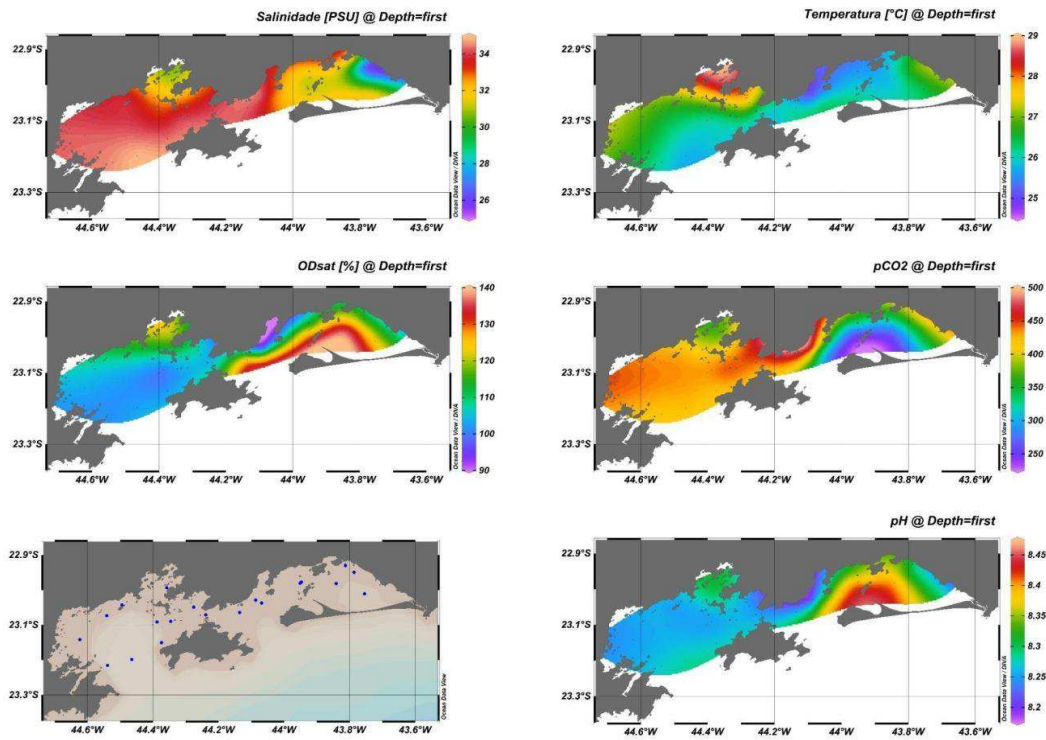 Salinidade [PSU] @ Depth=first
22.9°S
23.1°S
23.3°S
44.6°W 44.4°W 44.2°W 44°W 43.8°W 43.6°W
34
32
30
28
26
Ocean Data View / DIVA
Temperatura [°C] @ Depth=first
22.9°S
23.1°S
23.3°S
44.6°W 44.4°W 44.2°W 44°W 43.8°W 43.6°W
29
28
27
26
25
Ocean Data View / DIVA
ODsat [%] @ Depth=first
22.9°S
23.1°S
23.3°S
44.6°W 44.4°W 44.2°W 44°W 43.8°W 43.6°W
140
130
120
110
100
90
Ocean Data View / DIVA
pCO2 @ Depth=first
22.9°S
23.1°S
23.3°S
44.6°W 44.4°W 44.2°W 44°W 43.8°W 43.6°W
500
450
400
350
300
250
Ocean Data View / DIVA
22.9°S
23.1°S
23.3°S
44.6°W 44.4°W 44.2°W 44°W 43.8°W 43.6°W
Ocean Data View
pH @ Depth=first
22.9°S
23.1°S
23.3°S
44.6°W 44.4°W 44.2°W 44°W 43.8°W 43.6°W
8.45
8.4
8.35
8.3
8.25
8.2
Ocean Data View / DIVA